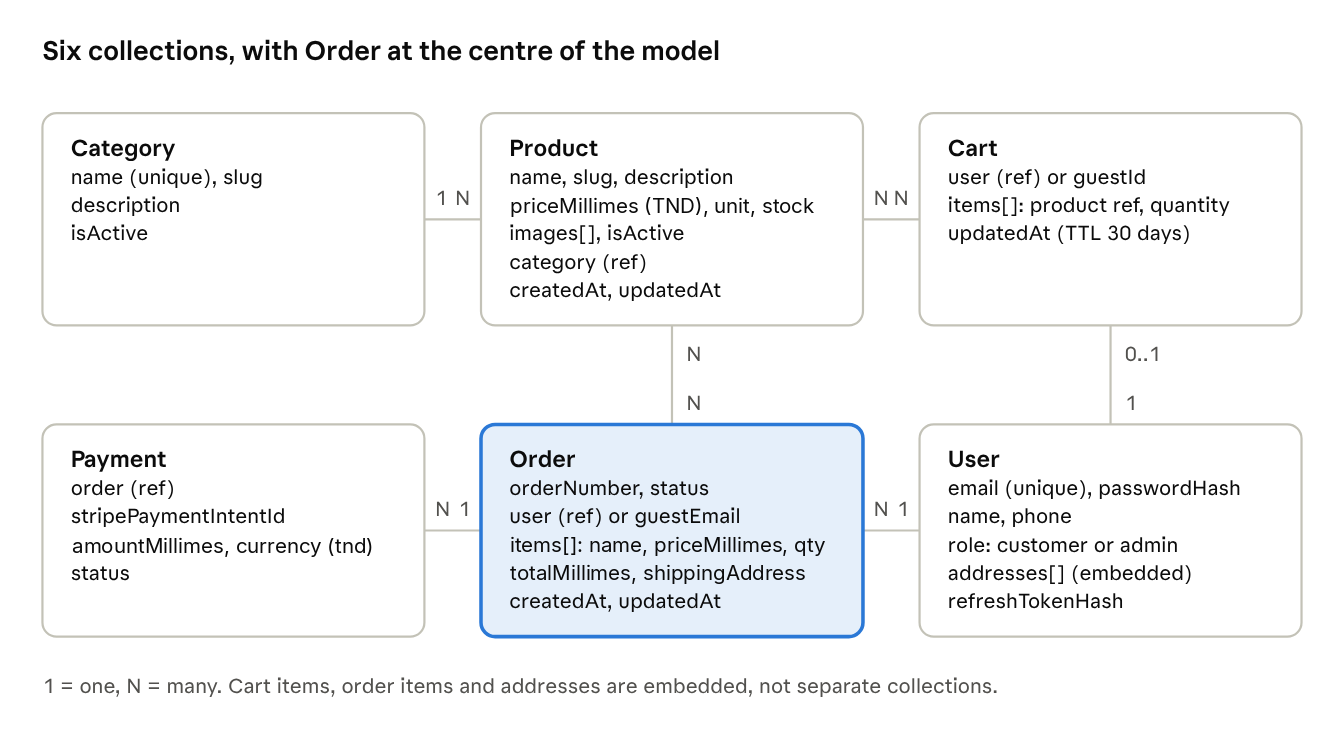 Six collections, with Order at the centre of the model
Category
name (unique), slug
description
isActive
1 N
Product
name, slug, description
priceMillimes (TND), unit, stock
images[], isActive
category (ref)
createdAt, updatedAt
N N
Cart
user (ref) or guestId
items[]: product ref, quantity
updatedAt (TTL 30 days)
N
N
0..1
1
Payment
order (ref)
stripePaymentIntentId
amountMillimes, currency (tnd)
status
N 1
Order
orderNumber, status
user (ref) or guestEmail
items[]: name, priceMillimes, qty
totalMillimes, shippingAddress
createdAt, updatedAt
N 1
User
email (unique), passwordHash
name, phone
role: customer or admin
addresses[] (embedded)
refreshTokenHash
1 = one, N = many. Cart items, order items and addresses are embedded, not separate collections.